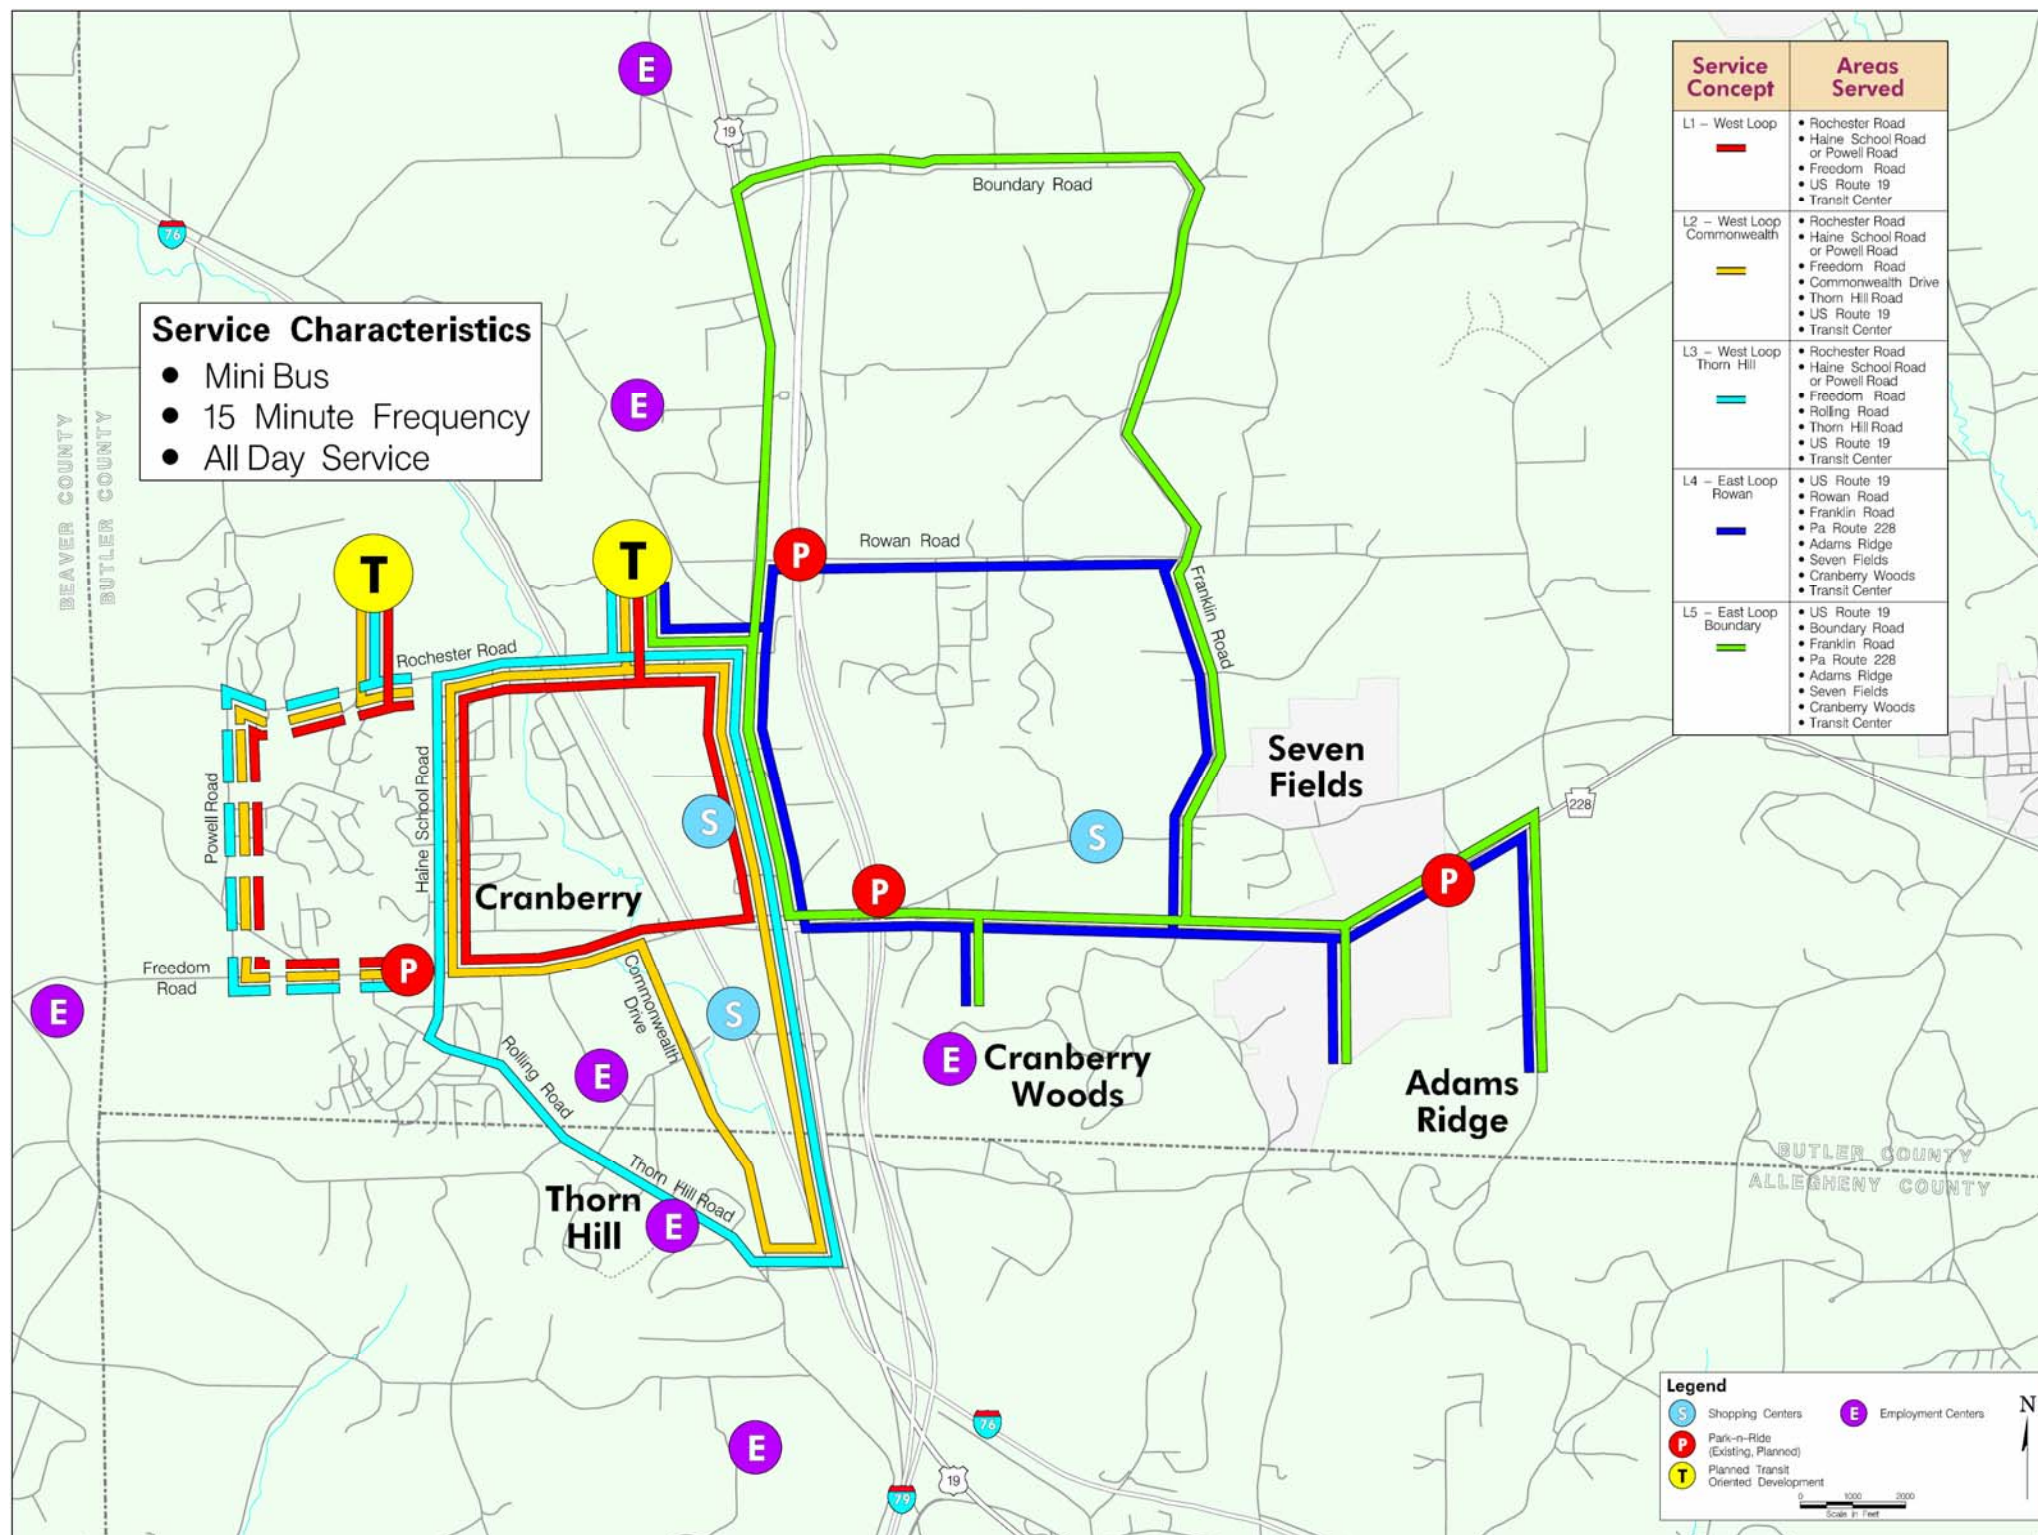 E
19
Boundary Road
76
Service Characteristics
• Mini Bus
• 15 Minute Frequency
• All Day Service
E
BEAVER COUNTY
BUTLER COUNTY
T
T
P
Rowan Road
Franklin Road
Rochester Road
Powell Road
Haine School Road
S
S
Seven
Fields
228
Cranberry
P
P
P
Freedom
Road
E
Commonwealth
Drive
S
Rolling Road
E
E
Cranberry
Woods
Adams
Ridge
BUTLER COUNTY
ALLEGHENY COUNTY
Thorn Hill Road
Thorn
Hill
E
E
76
19
79
Service
Concept
Areas
Served
L1 – West Loop
• Rochester Road
• Haine School Road
or Powell Road
• Freedom Road
• US Route 19
• Transit Center
L2 – West Loop
Commonwealth
• Rochester Road
• Haine School Road
or Powell Road
• Freedom Road
• Commonwealth Drive
• Thorn Hill Road
• US Route 19
• Transit Center
L3 – West Loop
Thorn Hill
• Rochester Road
• Haine School Road
or Powell Road
• Freedom Road
• Rolling Road
• Thorn Hill Road
• US Route 19
• Transit Center
L4 – East Loop
Rowan
• US Route 19
• Rowan Road
• Franklin Road
• Pa Route 228
• Adams Ridge
• Seven Fields
• Cranberry Woods
• Transit Center
L5 – East Loop
Boundary
• US Route 19
• Boundary Road
• Franklin Road
• Pa Route 228
• Adams Ridge
• Seven Fields
• Cranberry Woods
• Transit Center
Legend
S Shopping Centers
E Employment Centers
P Park-n-Ride
(Existing, Planned)
T Planned Transit
Oriented Development
N
0 1000 2000
Scale in Feet